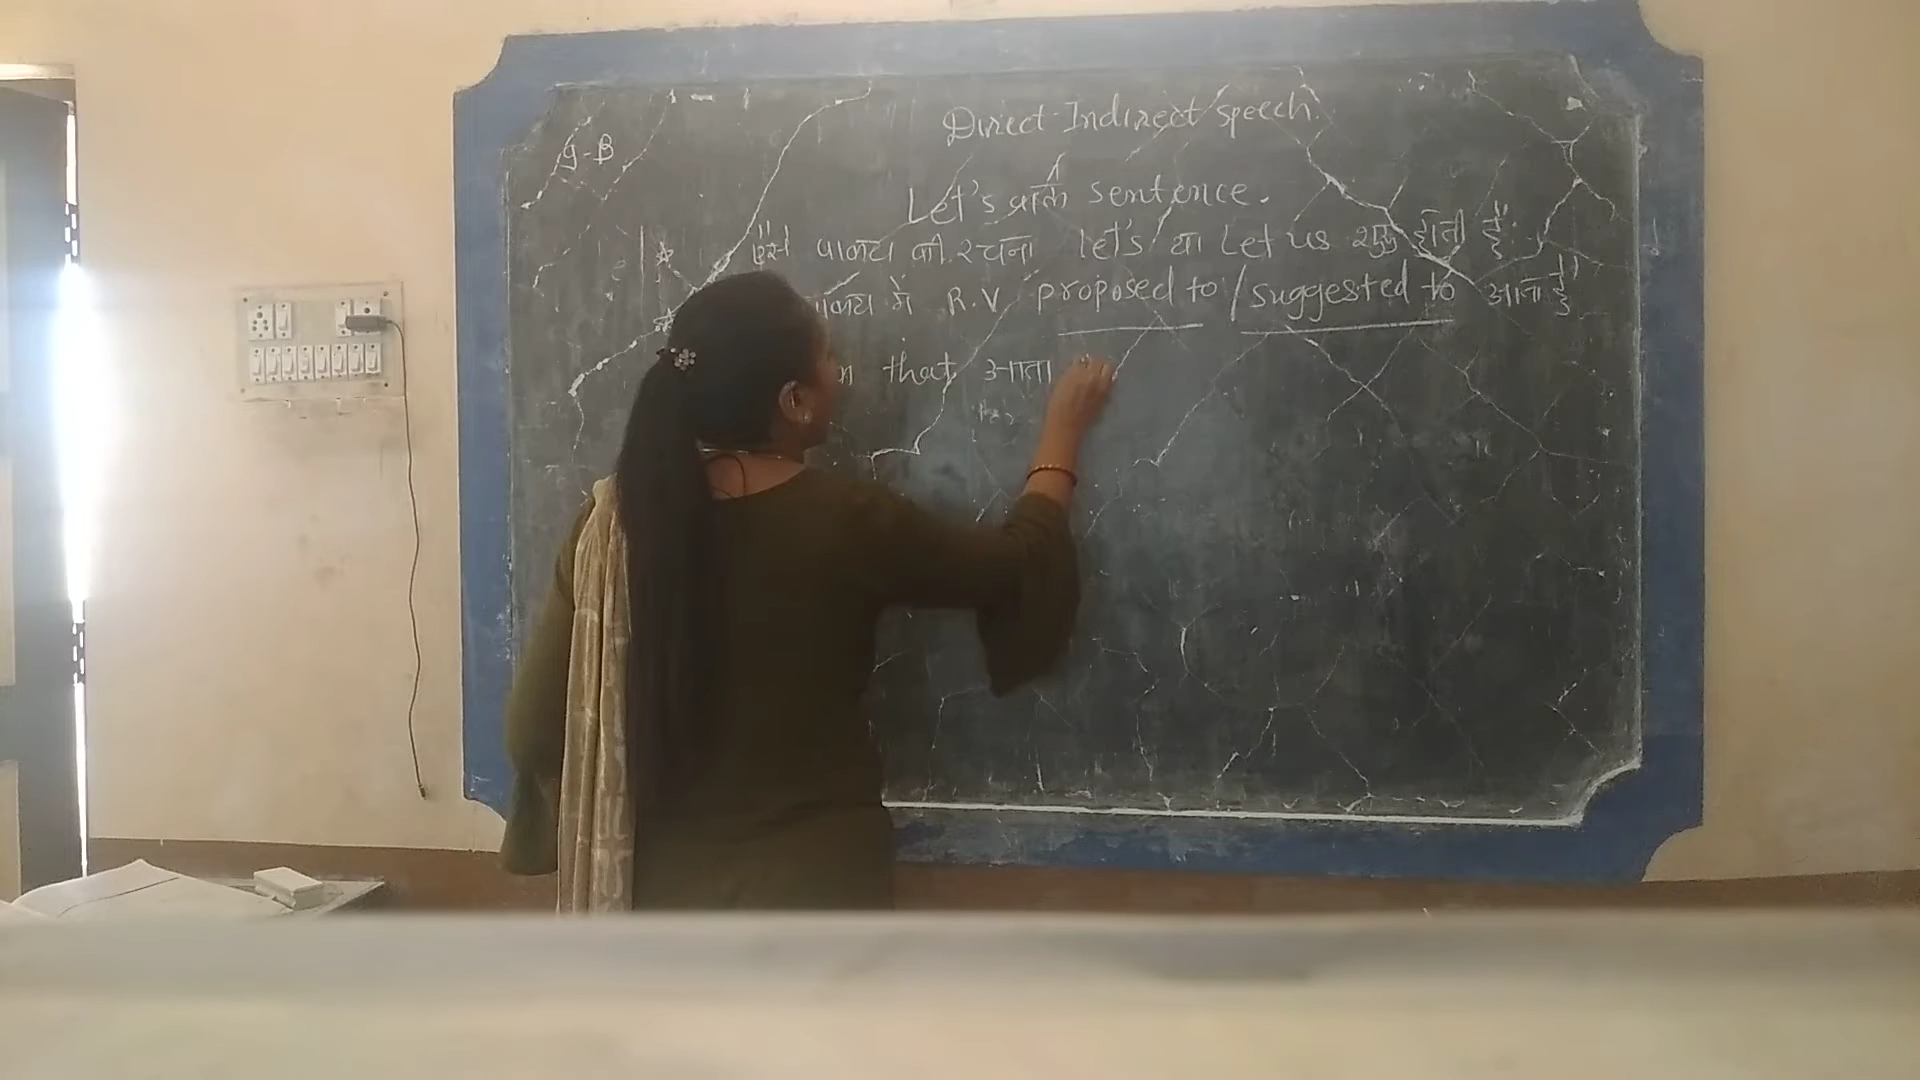 Direct-Indirect speech.
9-B
Let's वाले sentence.
ऐसे वाक्य की रचना let's या Let us शुरू होती है
में R.V proposed to / suggested to आता है
that आता